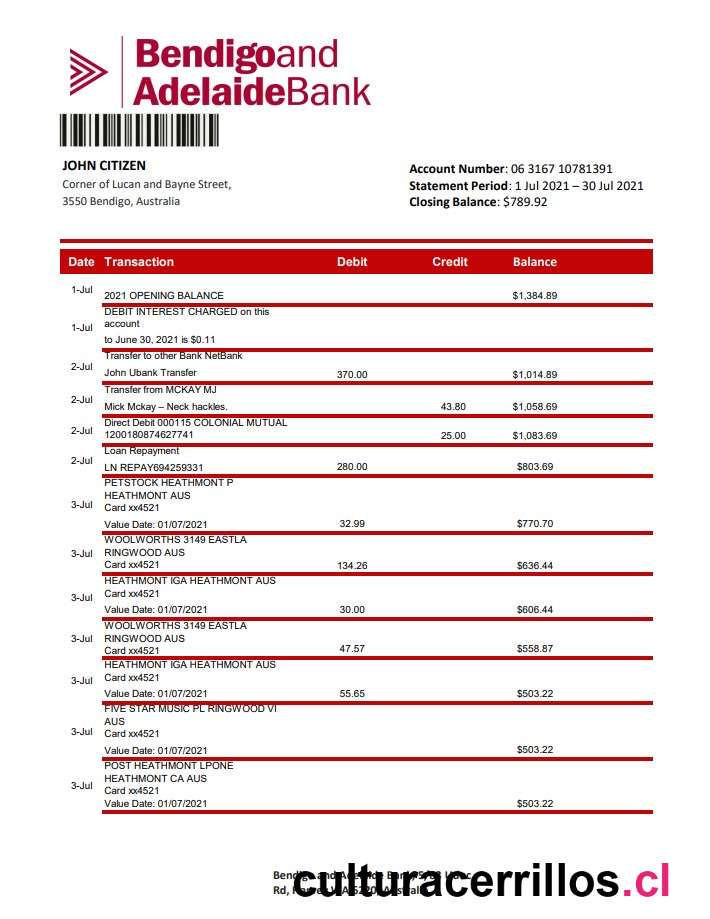 Bendigoand
AdelaideBank
JOHN CITIZEN
Corner of Lucan and Bayne Street,
3550 Bendigo, Australia
Account Number: 06 3167 10781391
Statement Period: 1 Jul 2021 – 30 Jul 2021
Closing Balance: $789.92
Date Transaction Debit Credit Balance
1-Jul 2021 OPENING BALANCE $1,384.89
1-Jul DEBIT INTEREST CHARGED on this
account
to June 30, 2021 is $0.11
2-Jul Transfer to other Bank NetBank
John Ubank Transfer 370.00 $1,014.89
2-Jul Transfer from MCKAY MJ
Mick Mckay – Neck hackles. 43.80 $1,058.69
2-Jul Direct Debit 000115 COLONIAL MUTUAL
1200180874627741 25.00 $1,083.69
2-Jul Loan Repayment
LN REPAY694259331 280.00 $803.69
3-Jul PETSTOCK HEATHMONT P
HEATHMONT AUS
Card xx4521
Value Date: 01/07/2021 32.99 $770.70
3-Jul WOOLWORTHS 3149 EASTLA
RINGWOOD AUS
Card xx4521 134.26 $636.44
3-Jul HEATHMONT IGA HEATHMONT AUS
Card xx4521
Value Date: 01/07/2021 30.00 $606.44
3-Jul WOOLWORTHS 3149 EASTLA
RINGWOOD AUS
Card xx4521 47.57 $558.87
3-Jul HEATHMONT IGA HEATHMONT AUS
Card xx4521
Value Date: 01/07/2021 55.65 $503.22
3-Jul FIVE STAR MUSIC PL RINGWOOD VI
AUS
Card xx4521
Value Date: 01/07/2021 $503.22
3-Jul POST HEATHMONT LPONE
HEATHMONT CA AUS
Card xx4521
Value Date: 01/07/2021 $503.22
Bendigo and Adelaide Bank
Rd,
culturacerrillos.cl